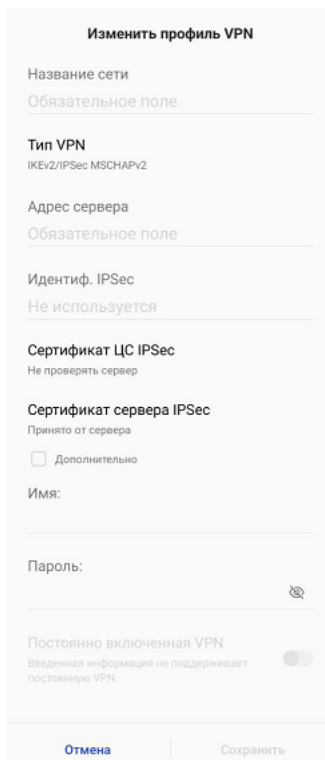 Изменить профиль VPN
Название сети
Обязательное поле
Тип VPN
IKEv2/IPSec MSCHAPv2
Адрес сервера
Обязательное поле
Идентиф. IPSec
Не используется
Сертификат ЦС IPSec
Не проверять сервер
Сертификат сервера IPSec
Принято от сервера
Дополнительно
Имя:
Пароль:
Постоянно включенная VPN
Введенная информация не поддерживает
постоянную VPN
Отмена
Сохранить